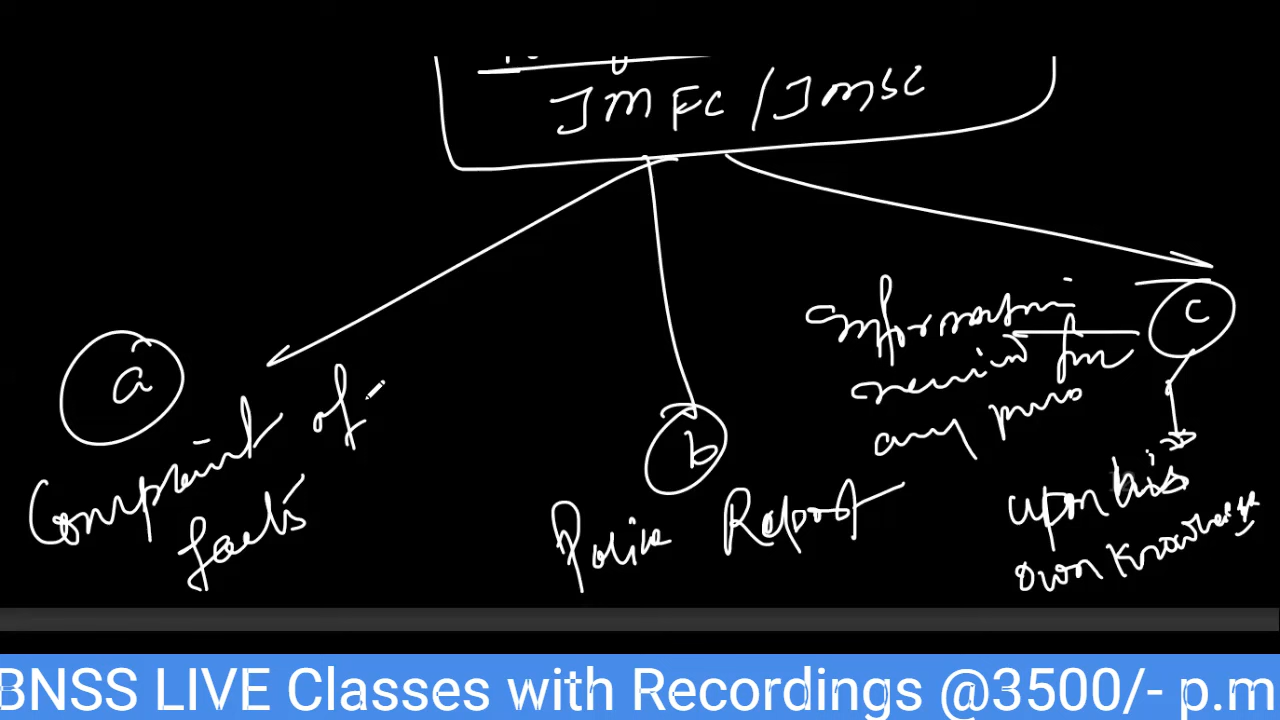 JMFC/JMSC
a
Complaint of
facts
b
Police Report
c
Information
received from
any person
upon his
own knowledge
BNSS LIVE Classes with Recordings @3500/- p.m